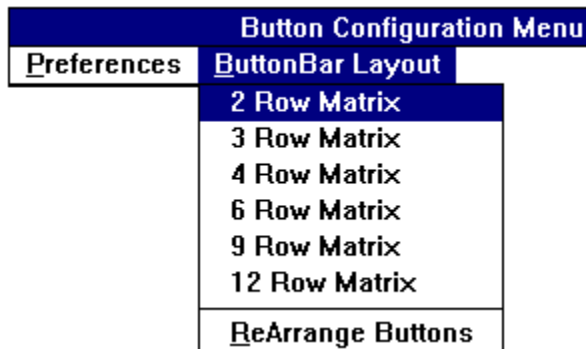 Button Configuration Menu
Preferences ButtonBar Layout
2 Row Matrix
3 Row Matrix
4 Row Matrix
6 Row Matrix
9 Row Matrix
12 Row Matrix
ReArrange Buttons